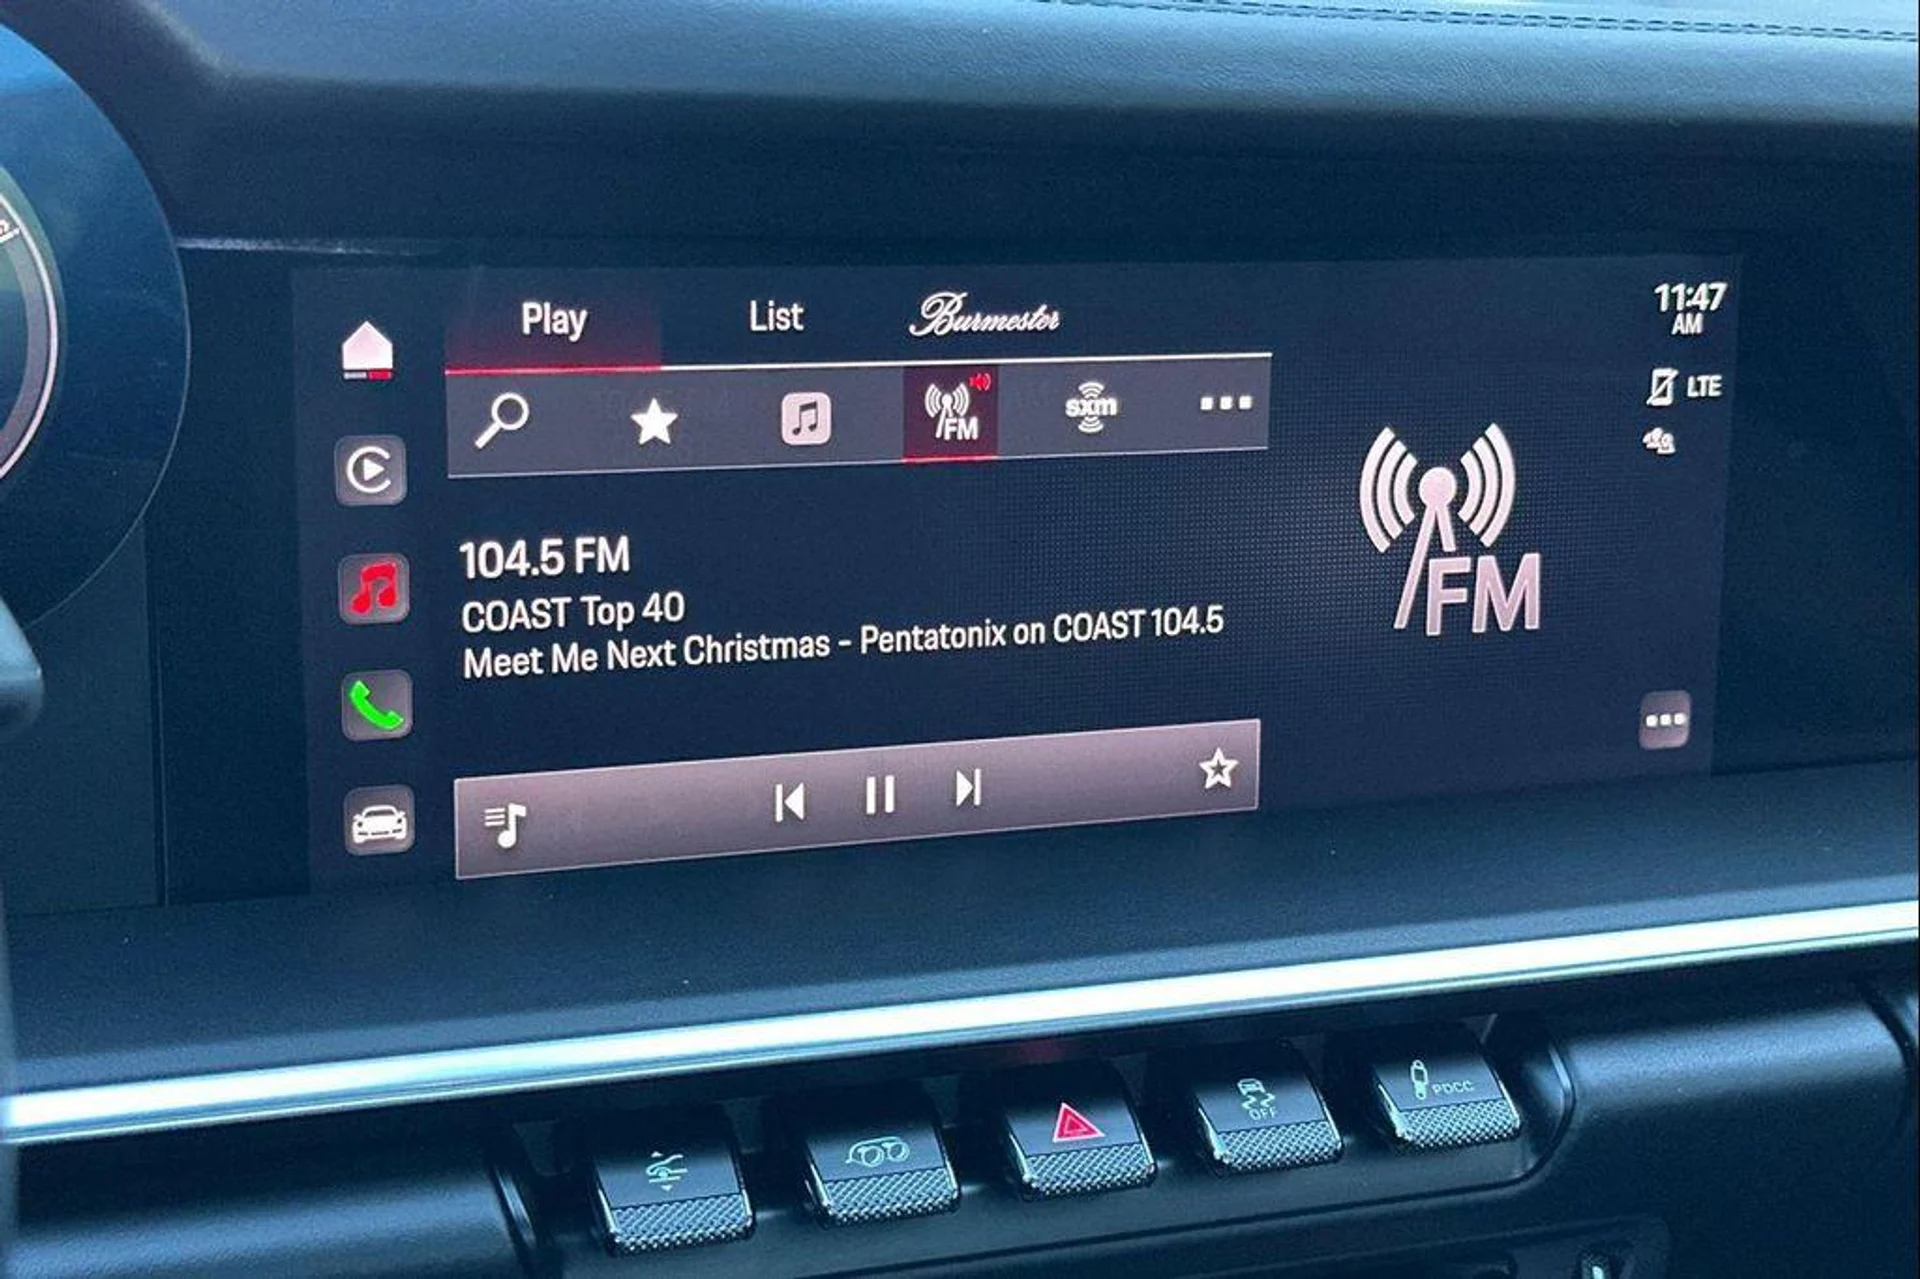 Play List Burmester
11:47
AM
FM
sxm
LTE
104.5 FM
COAST Top 40
Meet Me Next Christmas - Pentatonix on COAST 104.5
FM
OFF
PDCC